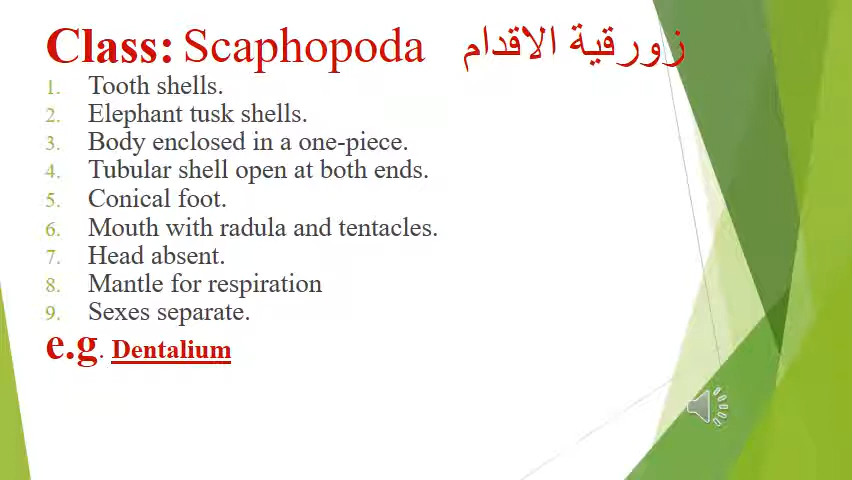 Class: Scaphopoda زورقية الاقدام
1. Tooth shells.
2. Elephant tusk shells.
3. Body enclosed in a one-piece.
4. Tubular shell open at both ends.
5. Conical foot.
6. Mouth with radula and tentacles.
7. Head absent.
8. Mantle for respiration
9. Sexes separate.
e.g. Dentalium